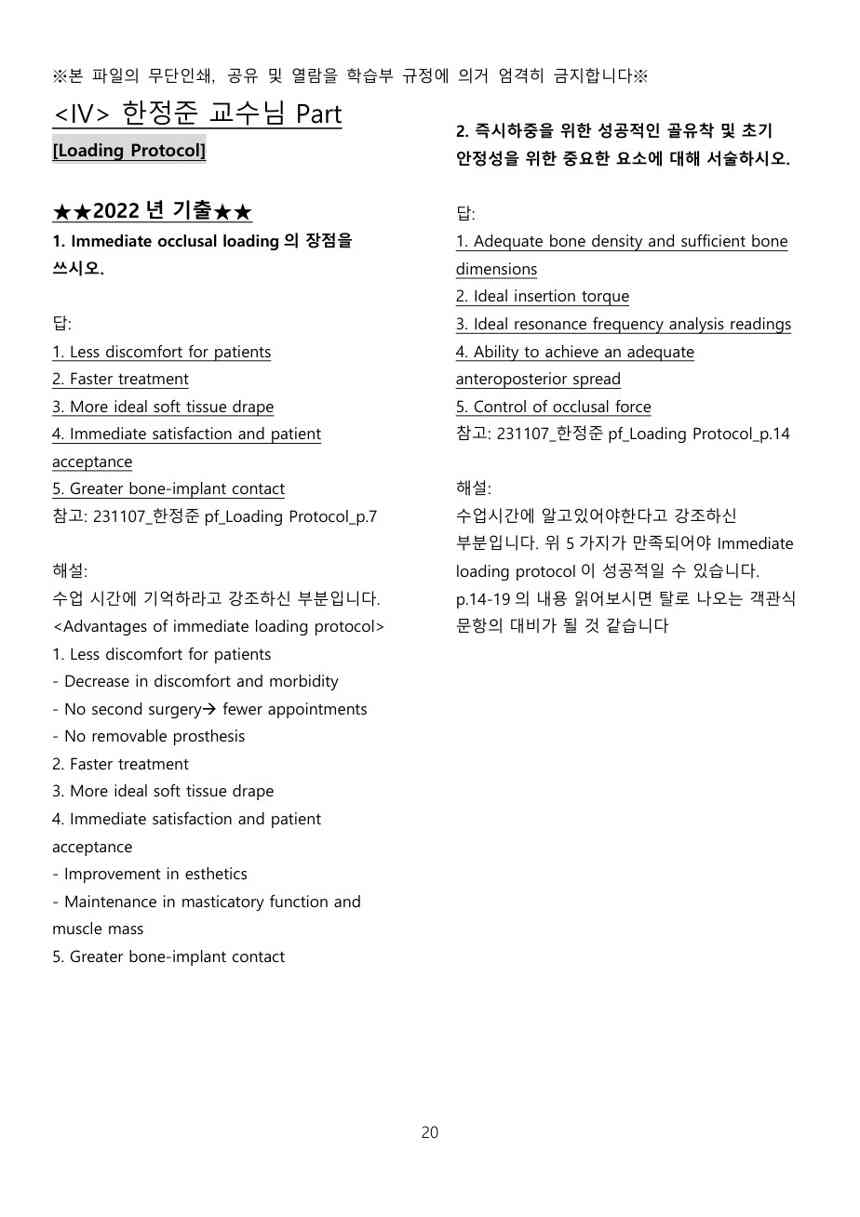 ※본 파일의 무단인쇄, 공유 및 열람을 학습부 규정에 의거 엄격히 금지합니다※
<IV> 한정준 교수님 Part
[Loading Protocol]
★★2022 년 기출★★
1. Immediate occlusal loading 의 장점을
쓰시오.
답:
1. Less discomfort for patients
2. Faster treatment
3. More ideal soft tissue drape
4. Immediate satisfaction and patient
acceptance
5. Greater bone-implant contact
참고: 231107_한정준 pf_Loading Protocol_p.7
해설:
수업 시간에 기억하라고 강조하신 부분입니다.
<Advantages of immediate loading protocol>
1. Less discomfort for patients
- Decrease in discomfort and morbidity
- No second surgery→ fewer appointments
- No removable prosthesis
2. Faster treatment
3. More ideal soft tissue drape
4. Immediate satisfaction and patient
acceptance
- Improvement in esthetics
- Maintenance in masticatory function and
muscle mass
5. Greater bone-implant contact
2. 즉시하중을 위한 성공적인 골유착 및 초기
안정성을 위한 중요한 요소에 대해 서술하시오.
답:
1. Adequate bone density and sufficient bone
dimensions
2. Ideal insertion torque
3. Ideal resonance frequency analysis readings
4. Ability to achieve an adequate
anteroposterior spread
5. Control of occlusal force
참고: 231107_한정준 pf_Loading Protocol_p.14
해설:
수업시간에 알고있어야한다고 강조하신
부분입니다. 위 5 가지가 만족되어야 Immediate
loading protocol 이 성공적일 수 있습니다.
p.14-19 의 내용 읽어보시면 탈로 나오는 객관식
문항의 대비가 될 것 같습니다
20